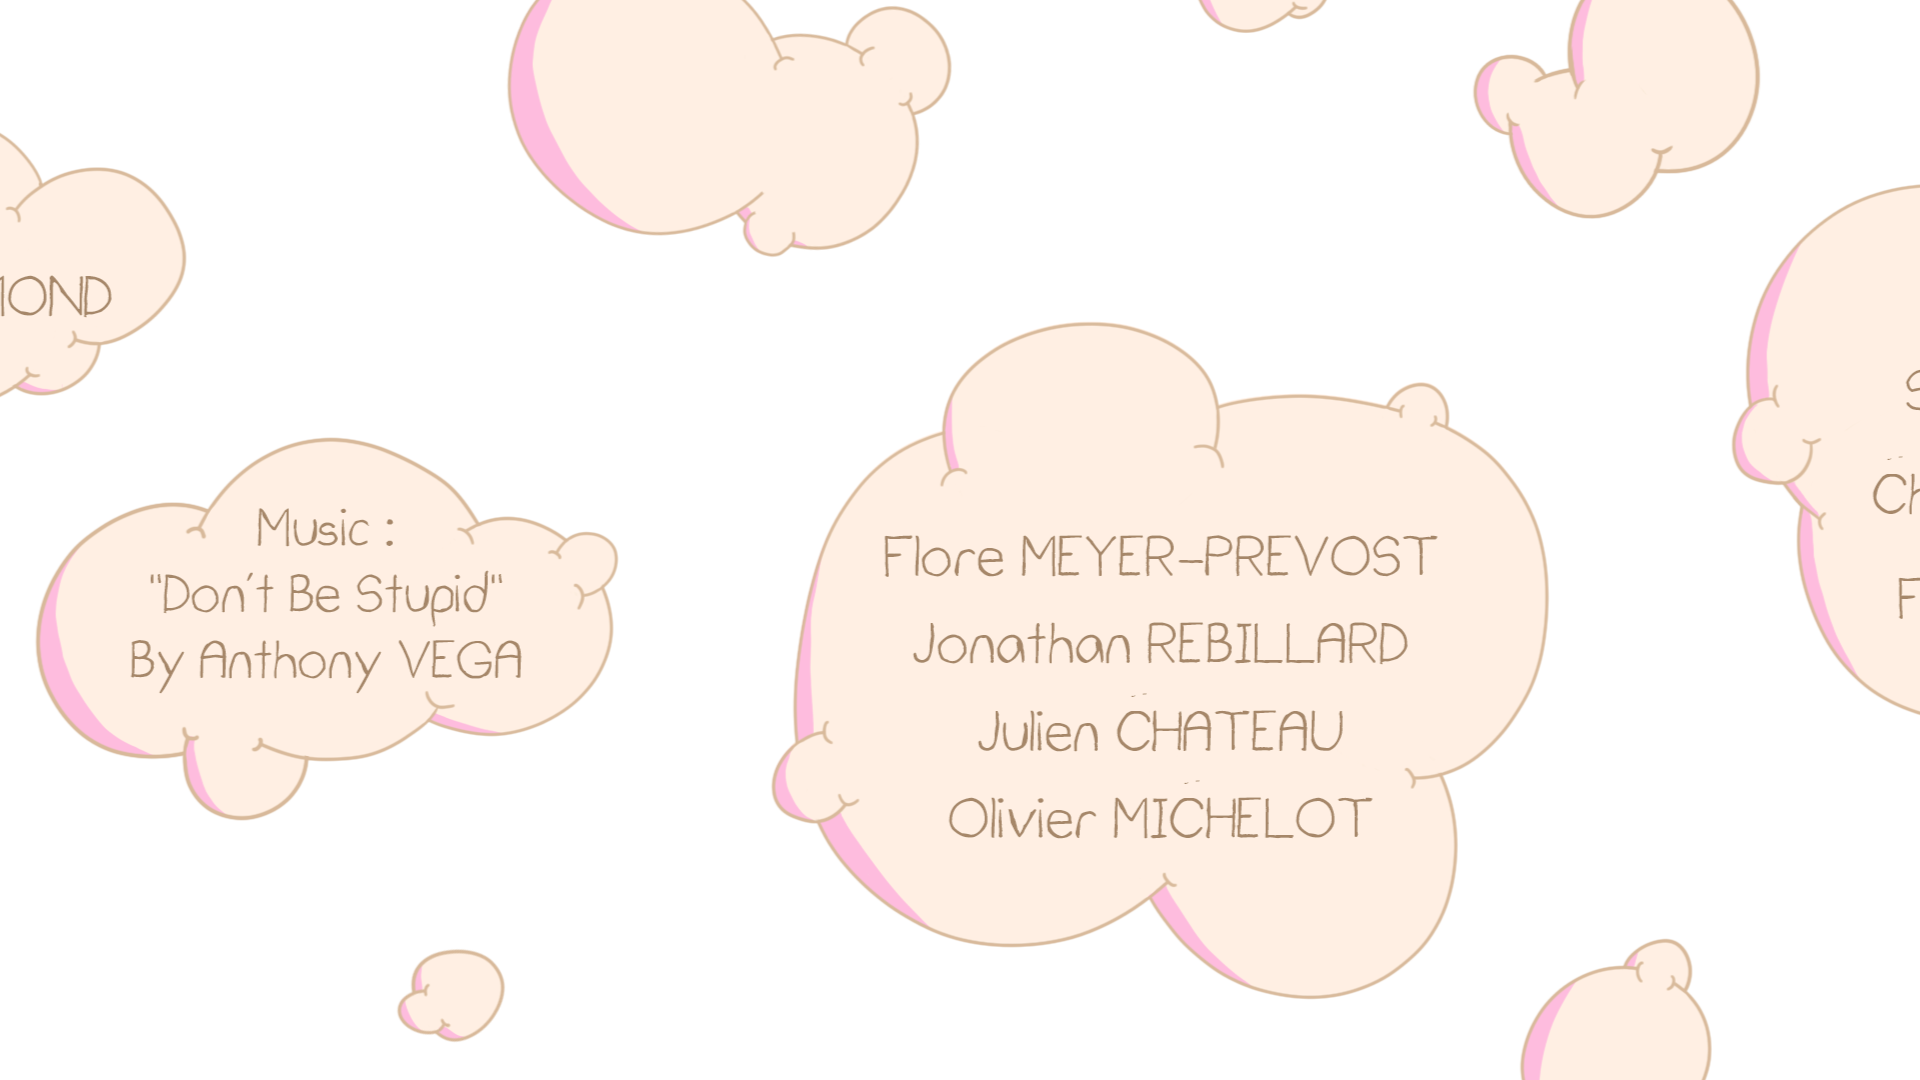 Music :
"Don't Be Stupid"
By Anthony VEGA
Flore MEYER-PREVOST
Jonathan REBILLARD
Julien CHATEAU
Olivier MICHELOT